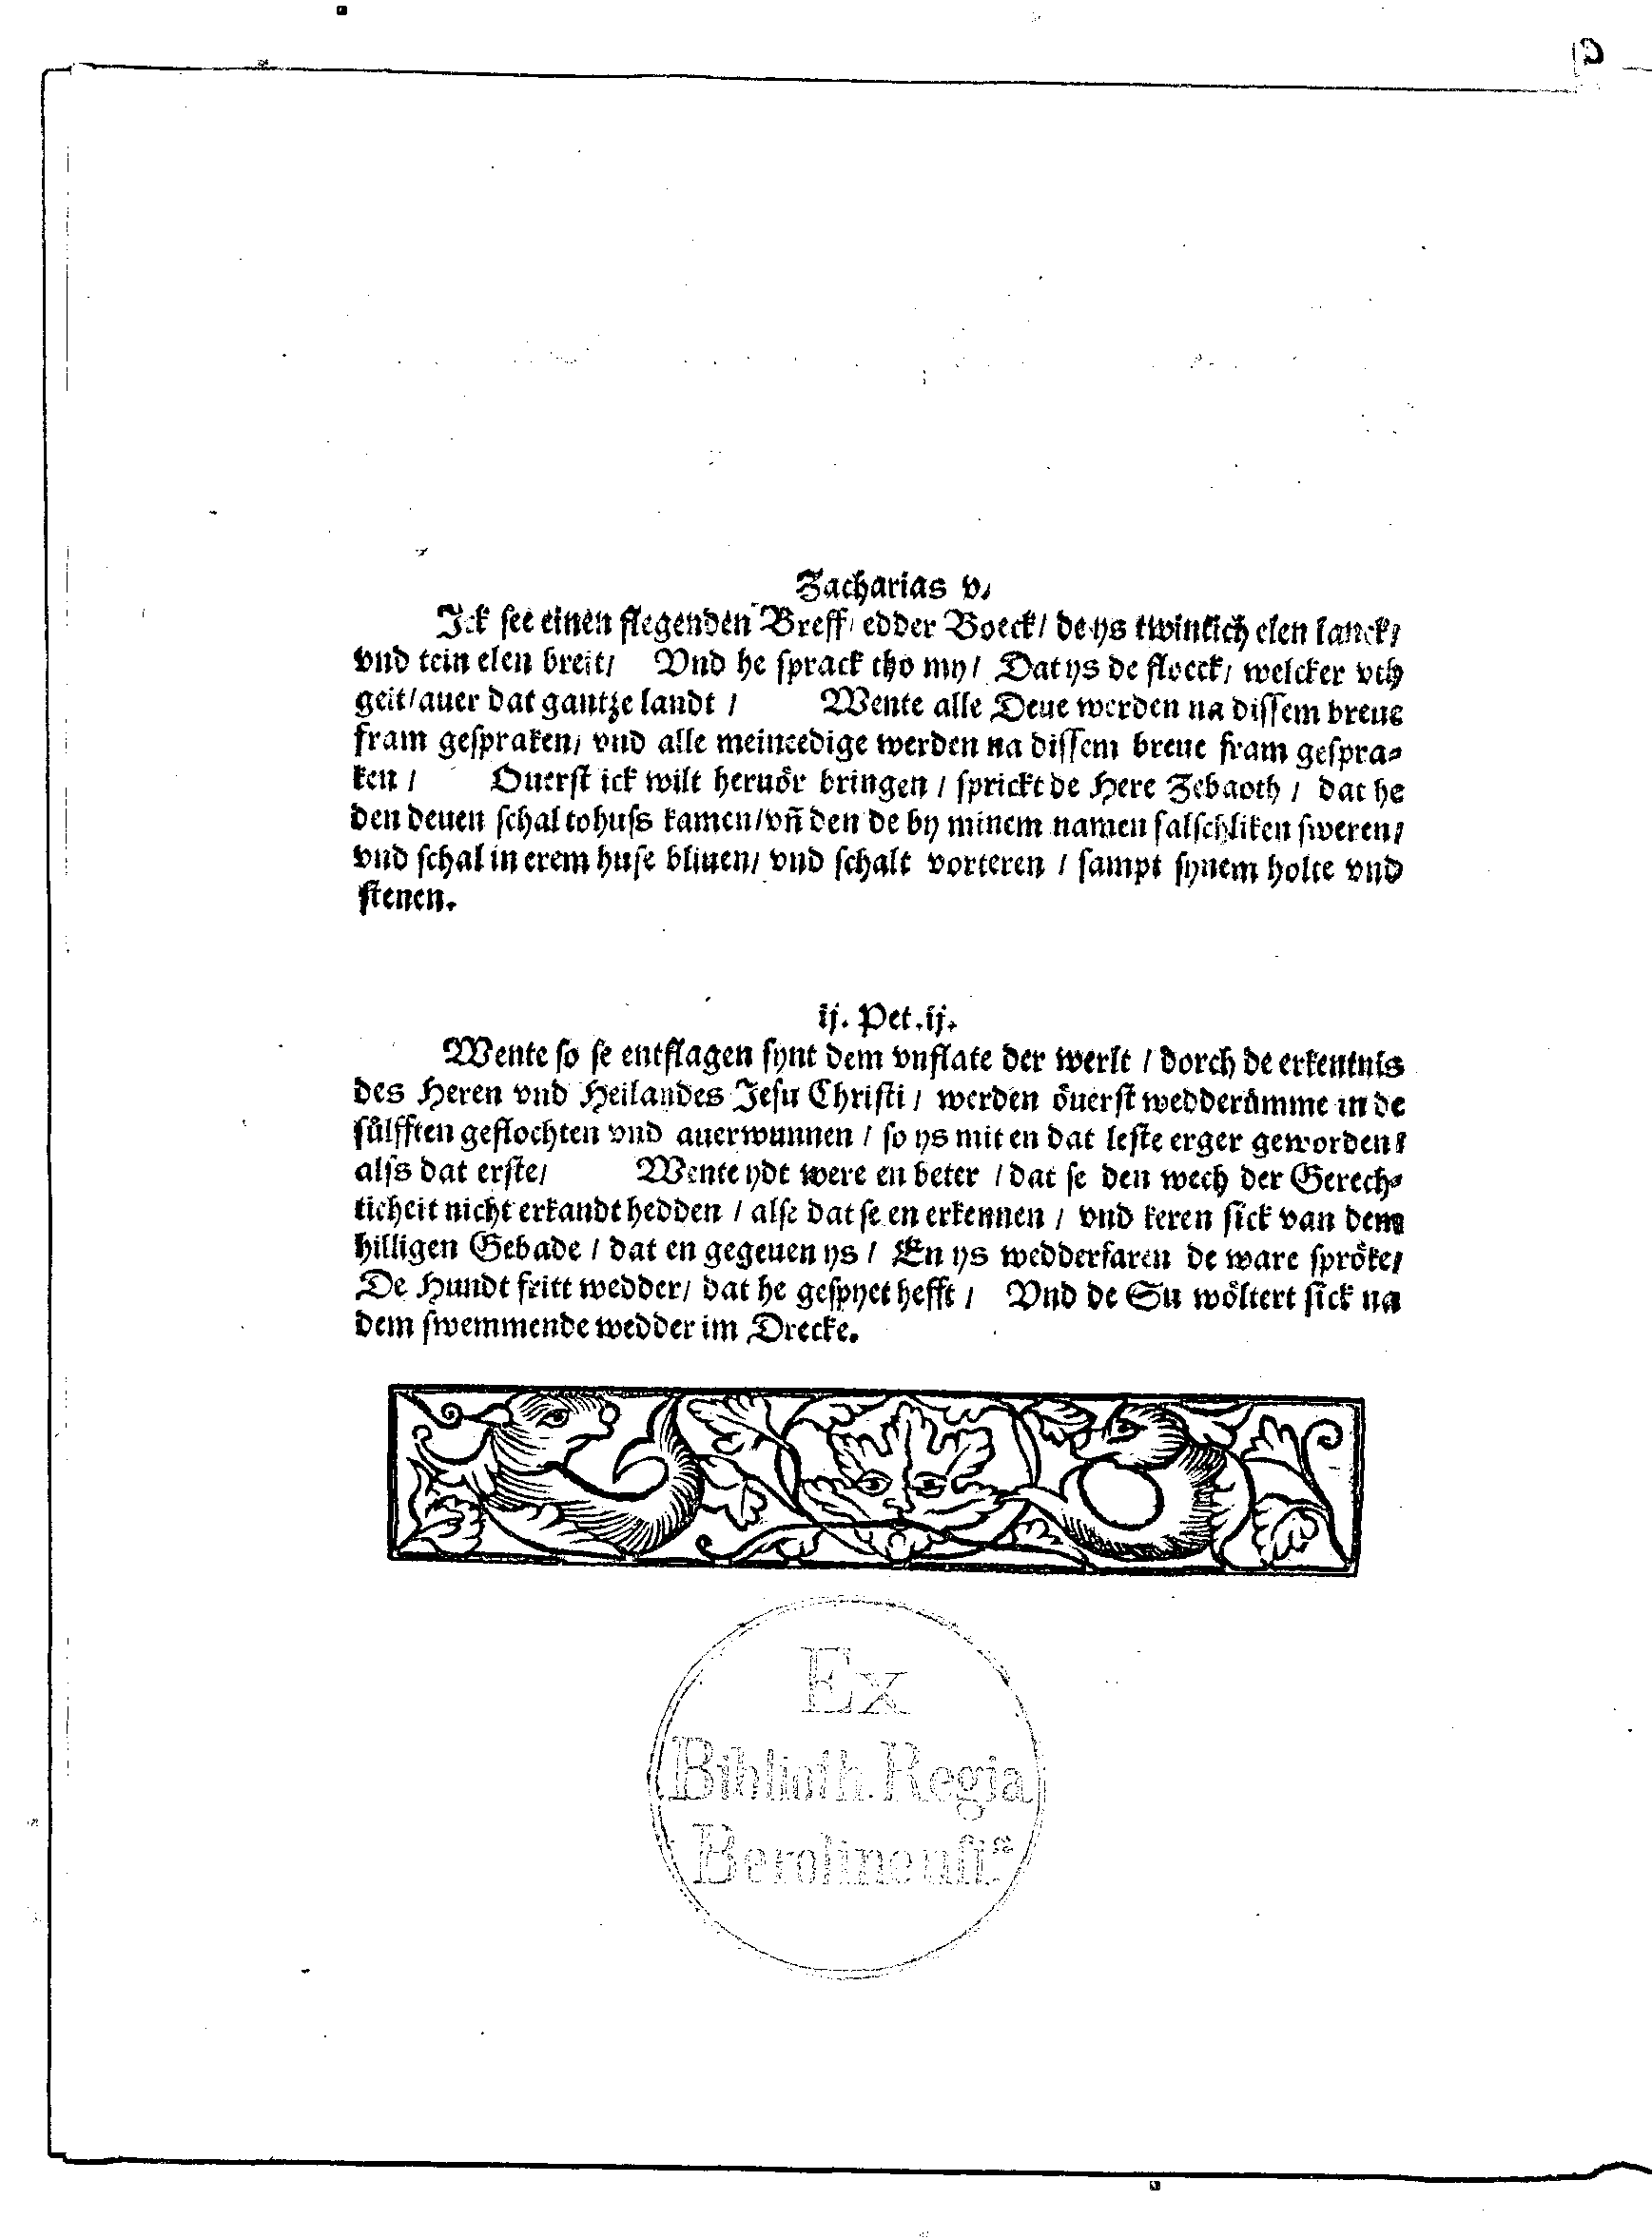 Zacharias v.
Ick ſee einen flegenden Breff/ edder Boeck/ de ys twintich elen lanck/
vnd tein elen breit/ Vnd he ſprack tho my/ Dat ys de floeck/ welcker vth
geit/ auer dat gantze landt / Wente alle Deue werden na diſſem breue
fram geſpraken/ vnd alle meineedige werden na diſſem breue fram geſpra⸗
ken / Ouerſt ick wilt heruör bringen / ſprickt de Here Zebaoth / dat he
den deuen ſchal to huſs kamen/ vñ den de by minem namen falſchliken ſweren/
vnd ſchal in erem huſe bliuen/ vnd ſchalt vorteren / ſampt ſynem holte vnd
ſtenen.
ij. Pet. ij.
Wente ſo ſe entflagen ſynt dem vnflate der werlt / dorch de erkentnis
des Heren vnd Heilandes Jeſu Chriſti / werden öuerſt wedderümme in de
ſülfften geflochten vnd auerwunnen / ſo ys mit en dat leſte erger geworden/
alſs dat erſte/ Wente ydt were en beter / dat ſe den wech der Gerech⸗
ticheit nicht erkandt hedden / alſe dat ſe en erkennen / vnd keren ſick van dem
hilligen Gebade / dat en gegeuen ys / En ys wedderfaren de ware ſpröke/
De Hundt fritt wedder/ dat he geſpyet hefft / Vnd de Su wöltert ſick na
dem ſwemmende wedder im Drecke.
Ex
Biblioth. Regia
Berolinenſi.